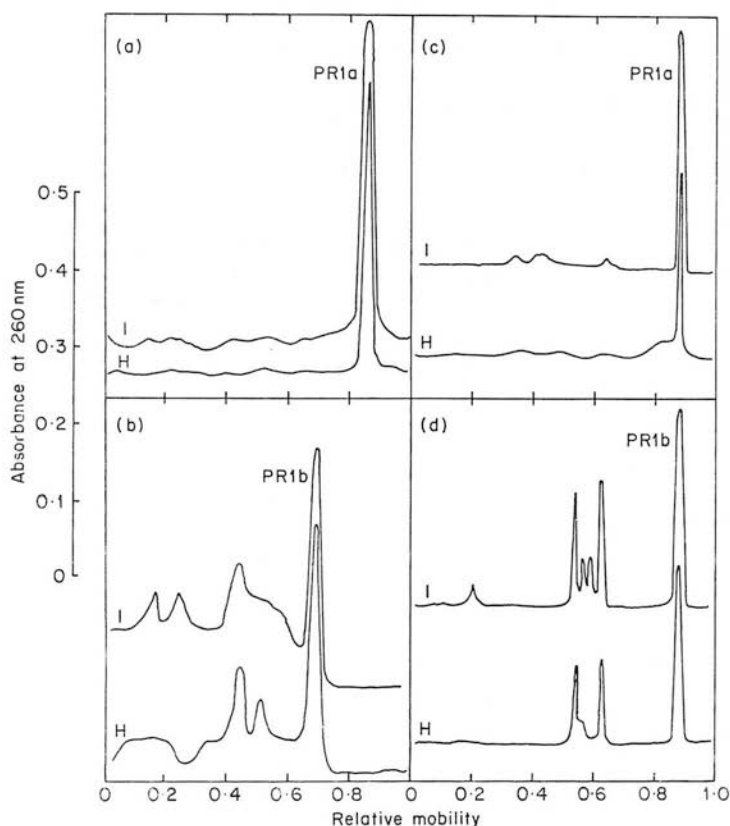 (a)
PR1a
I
H
(c)
PR1a
I
H
0·5
0·4
0·3
0·2
0·1
0
Absorbance at 260 nm
(b)
PR1b
I
H
(d)
PR1b
I
H
0 0·2 0·4 0·6 0·8 0 0·2 0·4 0·6 0·8 1·0
Relative mobility